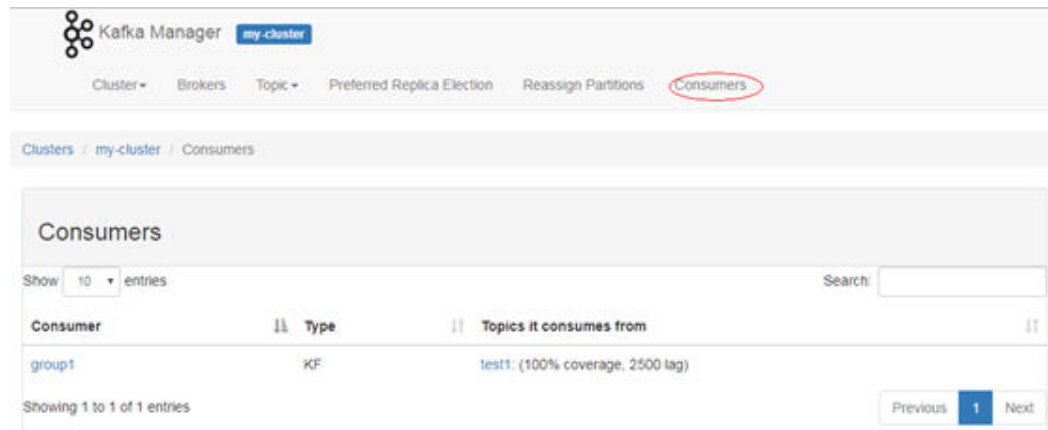 Kafka Manager my-cluster
Cluster Brokers Topic Preferred Replica Election Reassign Partitions Consumers
Clusters / my-cluster / Consumers
Consumers
Show 10 entries Search:
Consumer Type Topics it consumes from
group1 KF test1: (100% coverage, 2500 lag)
Showing 1 to 1 of 1 entries Previous 1 Next